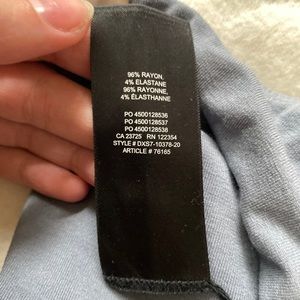 96% RAYON,
4% ELASTANE
96% RAYONNE,
4% ÉLASTHANNE
PO 4500128536
PO 4500128537
PO 4500128538
CA 23725 RN 122354
STYLE # DXS7-10378-20
ARTICLE # 76165